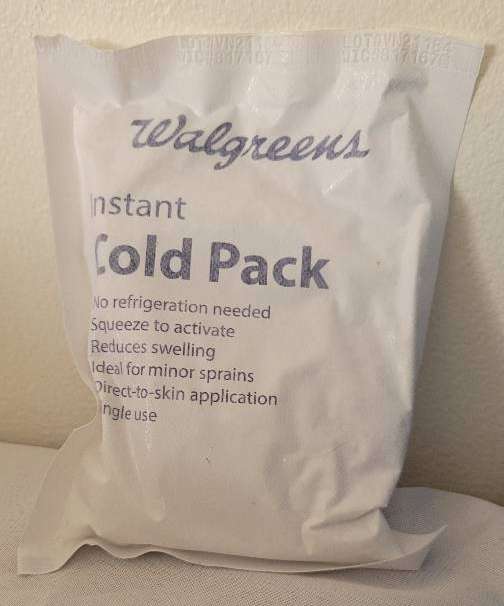 Walgreens
Instant
Cold Pack
No refrigeration needed
Squeeze to activate
Reduces swelling
Ideal for minor sprains
Direct-to-skin application
Single use